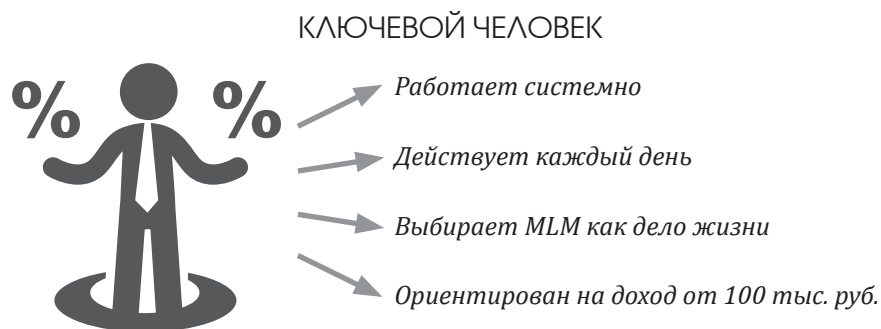 КЛЮЧЕВОЙ ЧЕЛОВЕК
% %
Работает системно
Действует каждый день
Выбирает MLM как дело жизни
Ориентирован на доход от 100 тыс. руб.